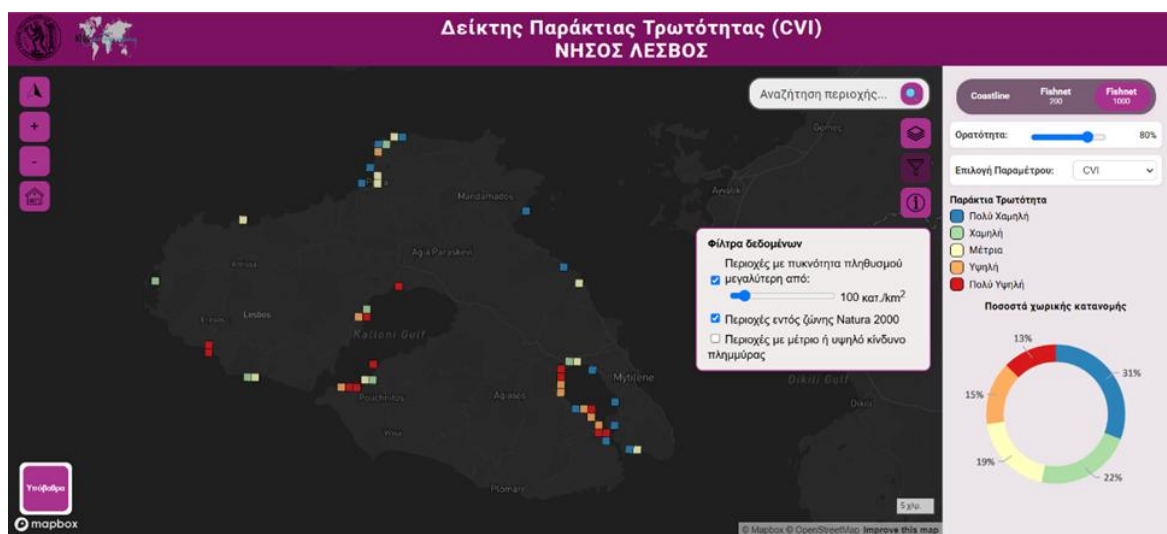 Δείκτης Παράκτιας Τρωτότητας (CVI)
ΝΗΣΟΣ ΛΕΣΒΟΣ
Αναζήτηση περιοχής...
+
-
Gömeç
Ayvalık
Mandamados
Petra
Agia Paraskevi
Antissa
Eresos
Lesbos
Kalloni Gulf
Polichnitos
Agiasos
Mytilene
Vrisa
Plomari
Dikili Gulf
Dikili
Φίλτρα δεδομένων
Περιοχές με πυκνότητα πληθυσμού
μεγαλύτερη από:
100 κατ./km²
Περιοχές εντός ζώνης Natura 2000
Περιοχές με μέτριο ή υψηλό κίνδυνο
πλημμύρας
Υπόβαθρα
mapbox
5 χλμ.
© Mapbox © OpenStreetMap Improve this map
Coastline
Fishnet
200
Fishnet
1000
Ορατότητα:
80%
Επιλογή Παραμέτρου:
CVI
Παράκτια Τρωτότητα
Πολύ Χαμηλή
Χαμηλή
Μέτρια
Υψηλή
Πολύ Υψηλή
Ποσοστά χωρικής κατανομής
13%
31%
15%
19%
22%